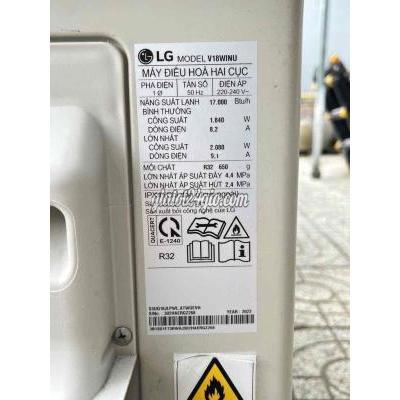 LG MODEL V18WINU
MÁY ĐIỀU HOÀ HAI CỤC
PHA ĐIỆN TẦN SỐ ĐIỆN ÁP
1 Ø 50 Hz 220-240 V~
NĂNG SUẤT LẠNH 17.000 Btu/h
BÌNH THƯỜNG
CÔNG SUẤT 1.640 W
DÒNG ĐIỆN 8,2 A
LỚN NHẤT
CÔNG SUẤT 2.080 W
DÒNG ĐIỆN 9,1 A
MÔI CHẤT R32 650 g
LỚN NHẤT ÁP SUẤT ĐẨY 4,4 MPa
LỚN NHẤT ÁP SUẤT HÚT 2,4 MPa
Sản xuất bởi công nghệ của LG
QUACERT
E-1240
R32
YEAR : 2023